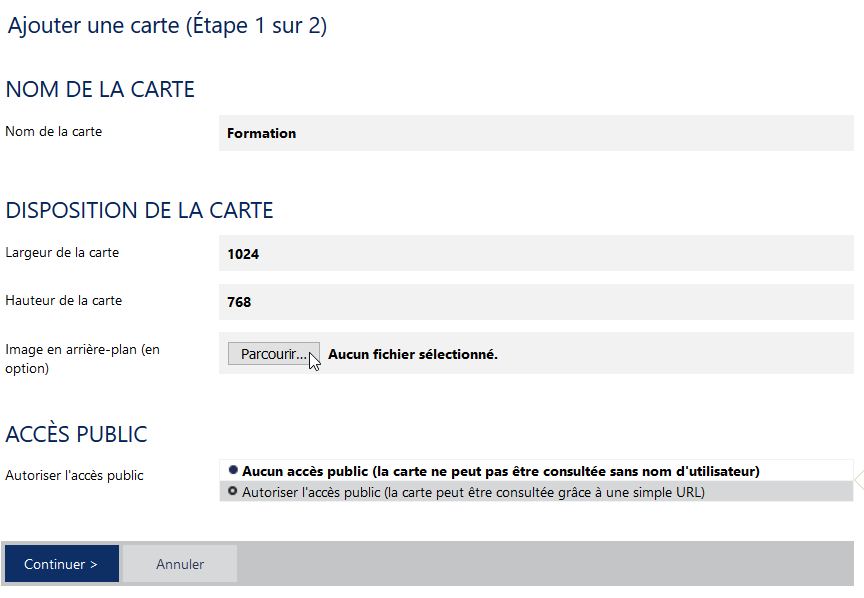 Ajouter une carte (Étape 1 sur 2)
NOM DE LA CARTE
Nom de la carte
Formation
DISPOSITION DE LA CARTE
Largeur de la carte
1024
Hauteur de la carte
768
Image en arrière-plan (en
option)
Parcourir...
Aucun fichier sélectionné.
ACCÈS PUBLIC
Autoriser l'accès public
Aucun accès public (la carte ne peut pas être consultée sans nom d'utilisateur)
Autoriser l'accès public (la carte peut être consultée grâce à une simple URL)
Continuer >
Annuler